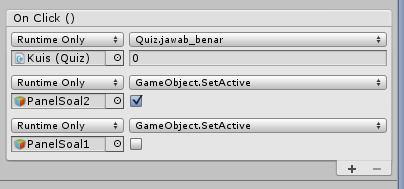 On Click ()
Runtime Only Quiz.jawab_benar
Kuis (Quiz) 0
Runtime Only GameObject.SetActive
PanelSoal2
Runtime Only GameObject.SetActive
PanelSoal1
+ −